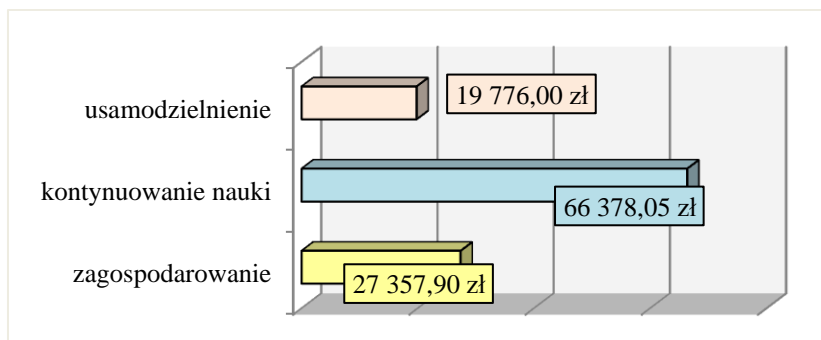 usamodzielnienie
19 776,00 zł
kontynuowanie nauki
66 378,05 zł
zagospodarowanie
27 357,90 zł